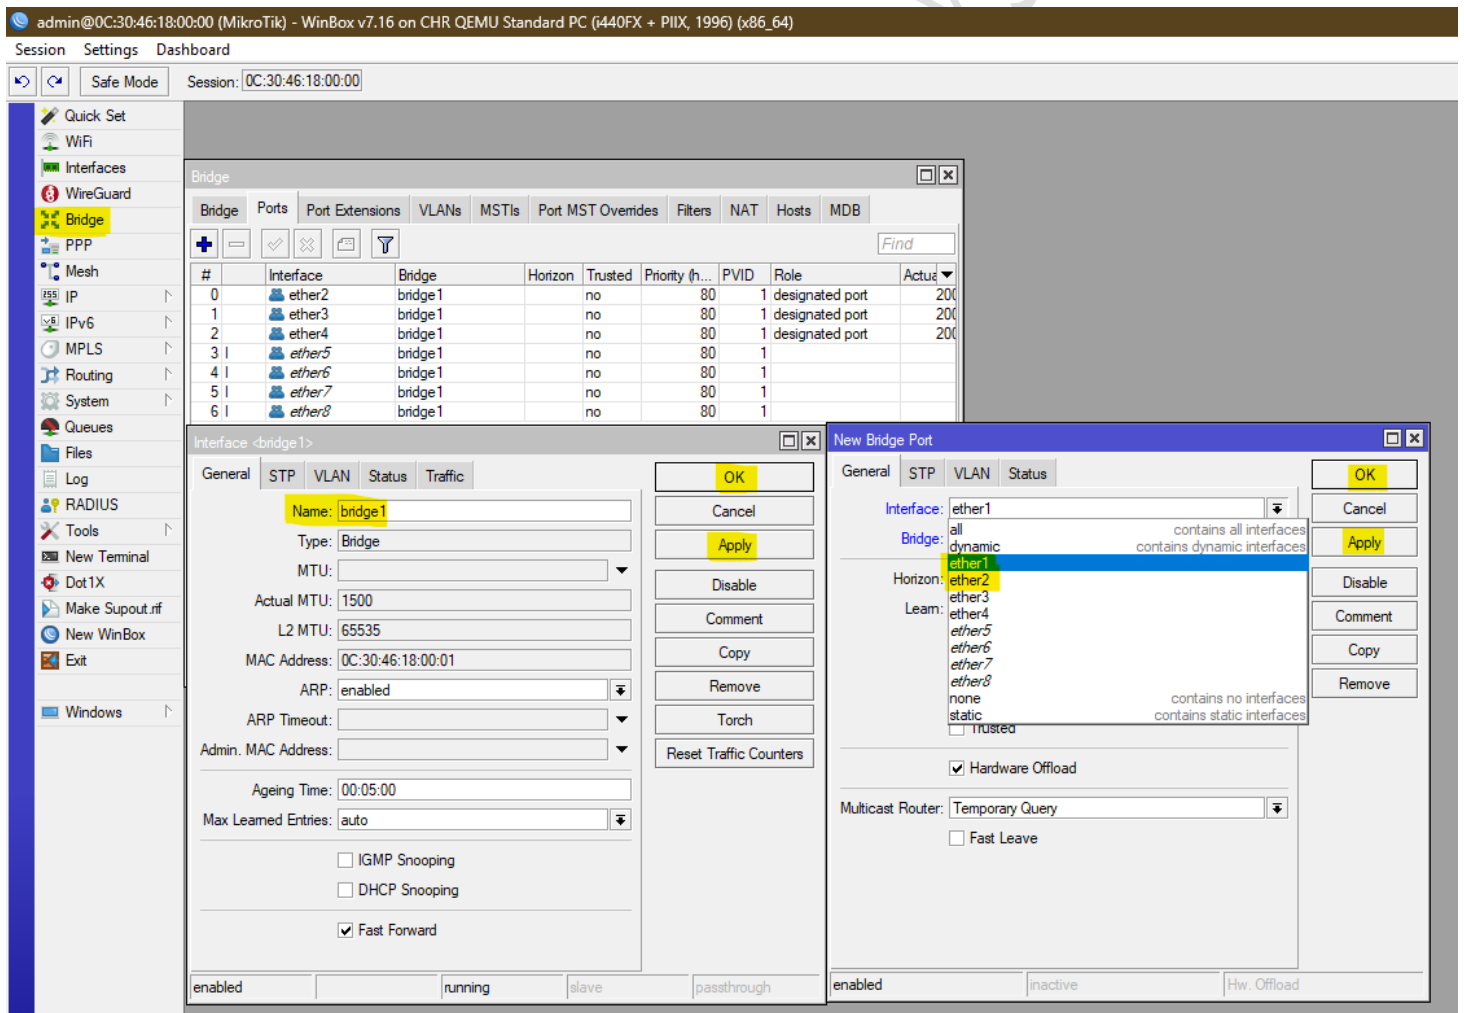 admin@0C:30:46:18:00:00 (MikroTik) - WinBox v7.16 on CHR QEMU Standard PC (i440FX + PIIX, 1996) (x86_64)
Session Settings Dashboard
Safe Mode Session: 0C:30:46:18:00:00
Quick Set
WiFi
Interfaces
WireGuard
Bridge
PPP
Mesh
IP
IPv6
MPLS
Routing
System
Queues
Files
Log
RADIUS
Tools
New Terminal
Dot1X
Make Supout.rif
New WinBox
Exit
Windows
Bridge
Bridge Ports Port Extensions VLANs MSTIs Port MST Overrides Filters NAT Hosts MDB
Find
# Interface Bridge Horizon Trusted Priority (h... PVID Role Actua
0 ether2 bridge1 no 80 1 designated port 200
1 ether3 bridge1 no 80 1 designated port 200
2 ether4 bridge1 no 80 1 designated port 200
3 I ether5 bridge1 no 80 1
4 I ether6 bridge1 no 80 1
5 I ether7 bridge1 no 80 1
6 I ether8 bridge1 no 80 1
Interface <bridge1>
General STP VLAN Status Traffic
Name: bridge1
Type: Bridge
MTU:
Actual MTU: 1500
L2 MTU: 65535
MAC Address: 0C:30:46:18:00:01
ARP: enabled
ARP Timeout:
Admin. MAC Address:
Ageing Time: 00:05:00
Max Learned Entries: auto
IGMP Snooping
DHCP Snooping
Fast Forward
OK
Cancel
Apply
Disable
Comment
Copy
Remove
Torch
Reset Traffic Counters
enabled running slave passthrough
New Bridge Port
General STP VLAN Status
Interface: ether1
Bridge:
Horizon:
Learn:
all contains all interfaces
dynamic contains dynamic interfaces
ether1
ether2
ether3
ether4
ether5
ether6
ether7
ether8
none contains no interfaces
static contains static interfaces
Trusted
Hardware Offload
Multicast Router: Temporary Query
Fast Leave
OK
Cancel
Apply
Disable
Comment
Copy
Remove
enabled inactive Hw. Offload